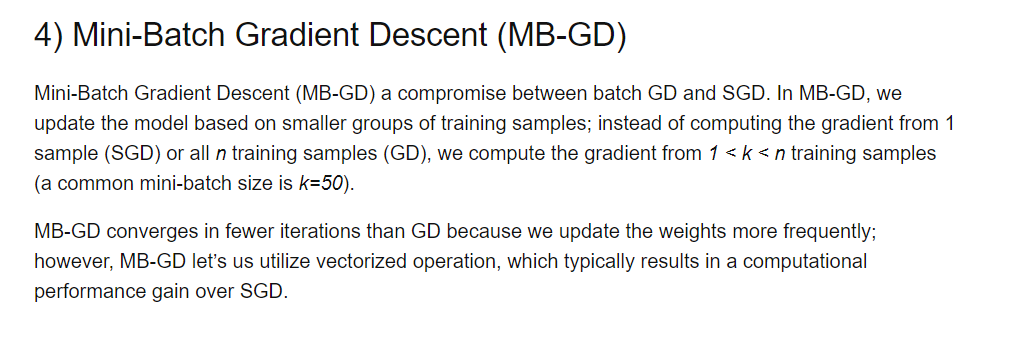 4) Mini-Batch Gradient Descent (MB-GD)
Mini-Batch Gradient Descent (MB-GD) a compromise between batch GD and SGD. In MB-GD, we
update the model based on smaller groups of training samples; instead of computing the gradient from 1
sample (SGD) or all n training samples (GD), we compute the gradient from 1 < k < n training samples
(a common mini-batch size is k=50).
MB-GD converges in fewer iterations than GD because we update the weights more frequently;
however, MB-GD let's us utilize vectorized operation, which typically results in a computational
performance gain over SGD.